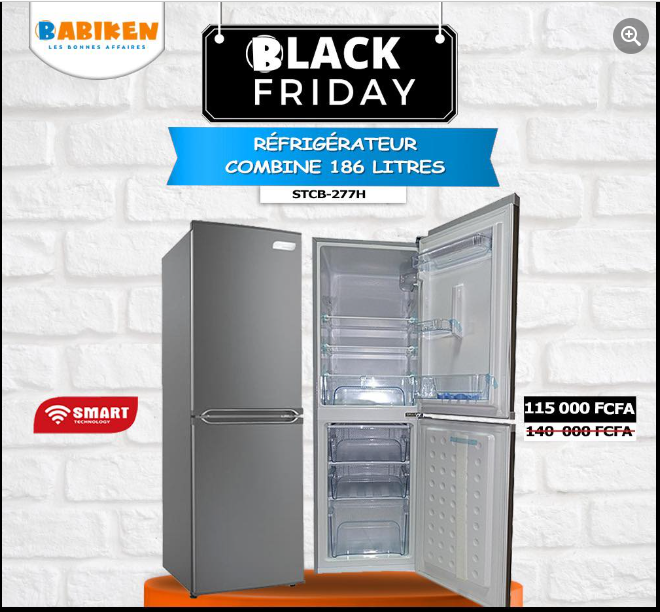 BABIKEN
LES BONNES AFFAIRES
BLACK
FRIDAY
RÉFRIGÉRATEUR
COMBINE 186 LITRES
STCB-277H
SMART
TECHNOLOGY
115 000 FCFA
140 000 FCFA